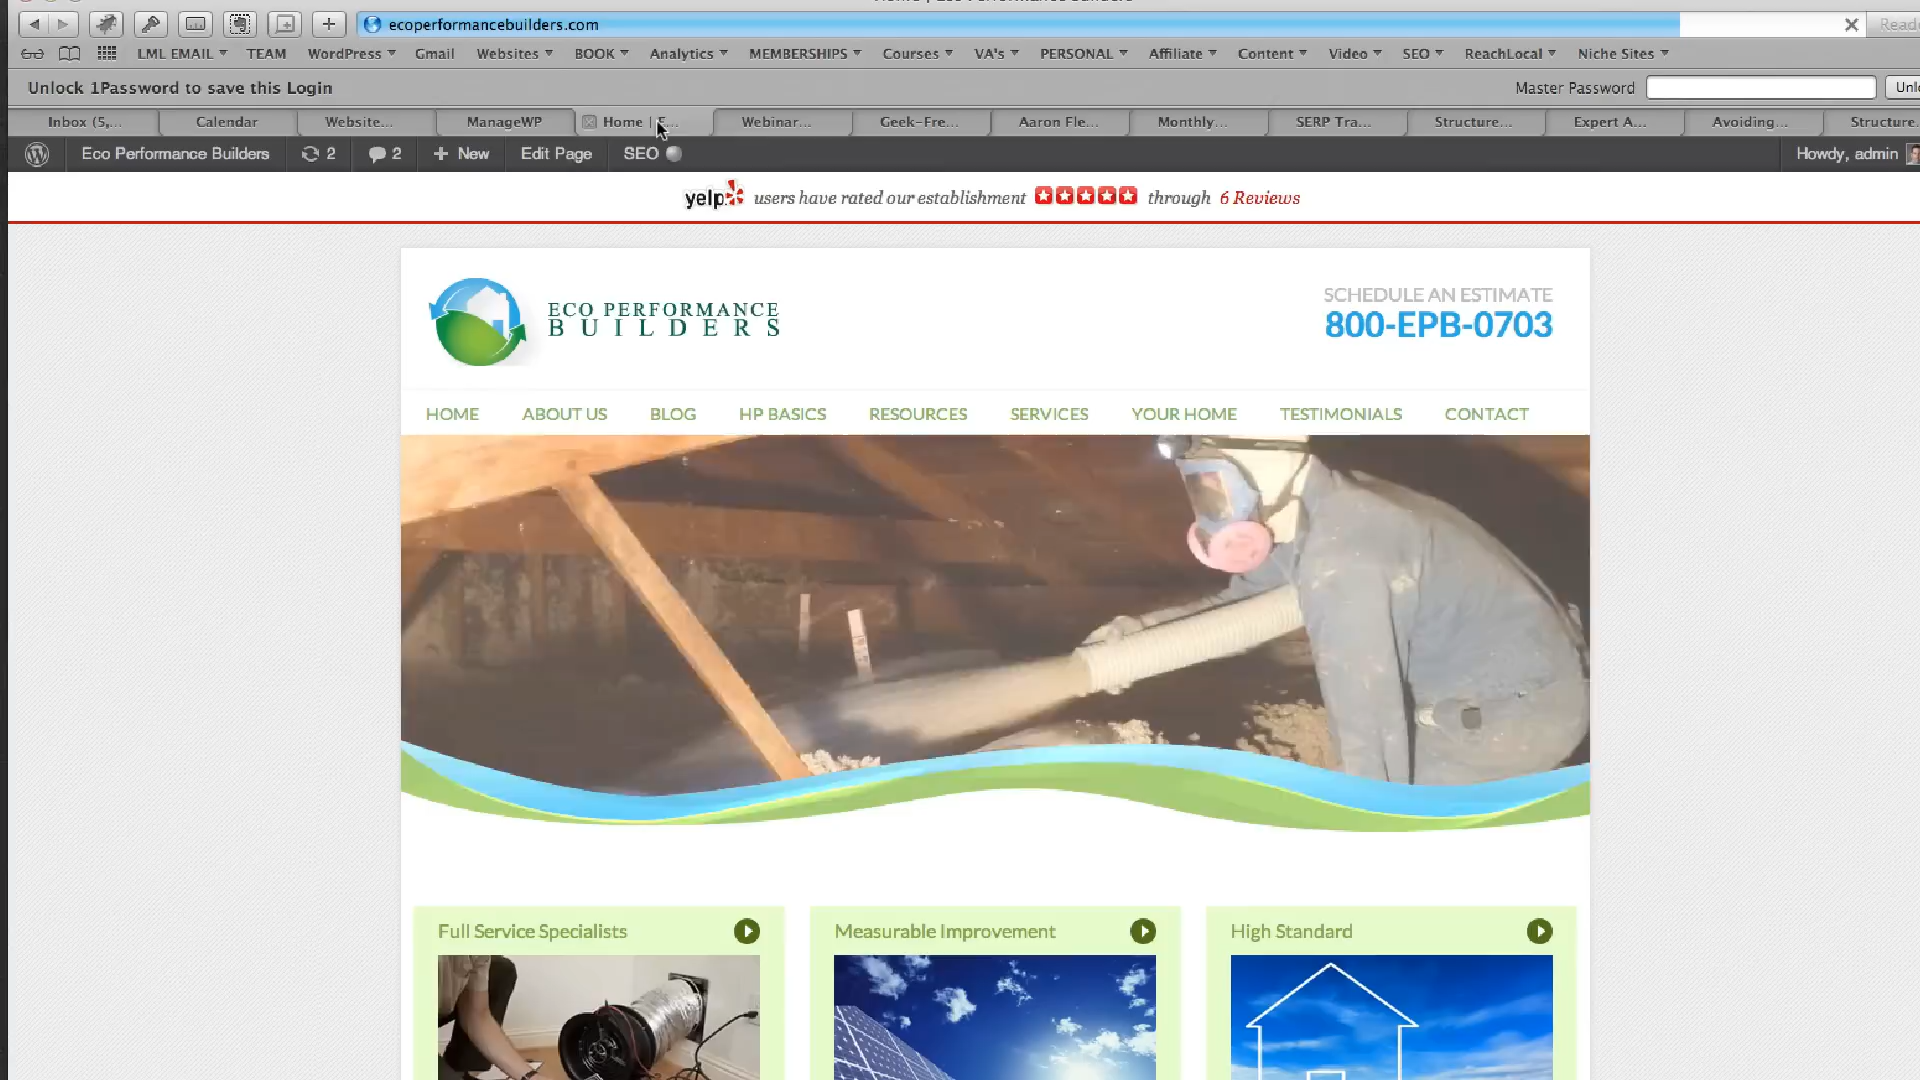 ecoperformancebuilders.com
LML EMAIL TEAM WordPress Gmail Websites BOOK Analytics MEMBERSHIPS Courses VA's PERSONAL Affiliate Content Video SEO ReachLocal Niche Sites
Unlock 1Password to save this Login Master Password
Inbox (5,... Calendar Website... ManageWP Home | E... Webinar... Geek-Fre... Aaron Fle... Monthly... SERP Tra... Structure... Expert A... Avoiding... Structure
Eco Performance Builders 2 2 + New Edit Page SEO Howdy, admin
yelp users have rated our establishment through 6 Reviews
SCHEDULE AN ESTIMATE
800-EPB-0703
ECO PERFORMANCE
BUILDERS
HOME ABOUT US BLOG HP BASICS RESOURCES SERVICES YOUR HOME TESTIMONIALS CONTACT
Full Service Specialists Measurable Improvement High Standard